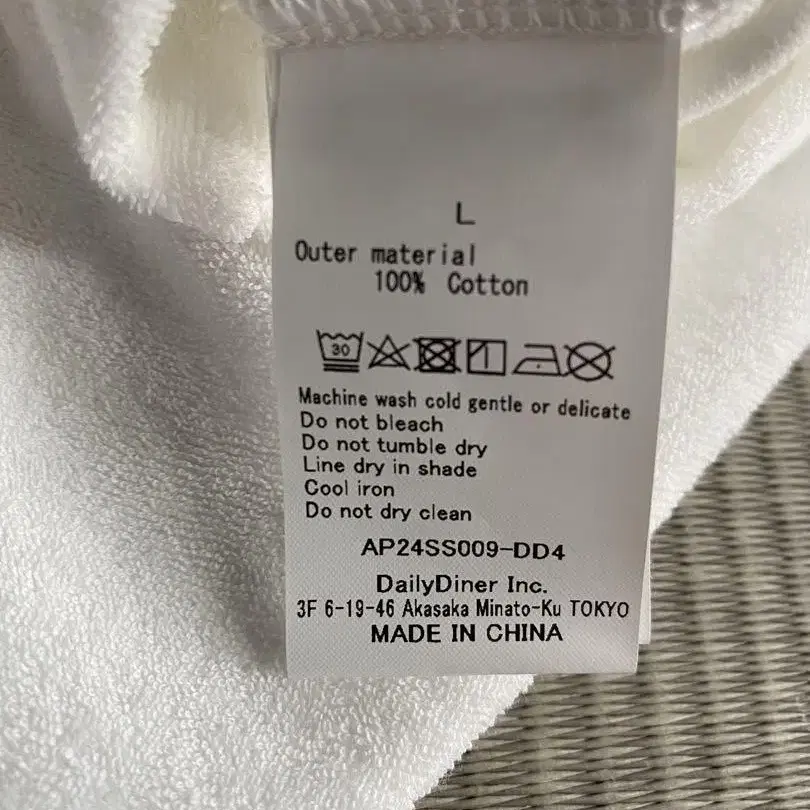 L
Outer material
100% Cotton
30
Machine wash cold gentle or delicate
Do not bleach
Do not tumble dry
Line dry in shade
Cool iron
Do not dry clean
AP24SS009-DD4
DailyDiner Inc.
3F 6-19-46 Akasaka Minato-Ku TOKYO
MADE IN CHINA